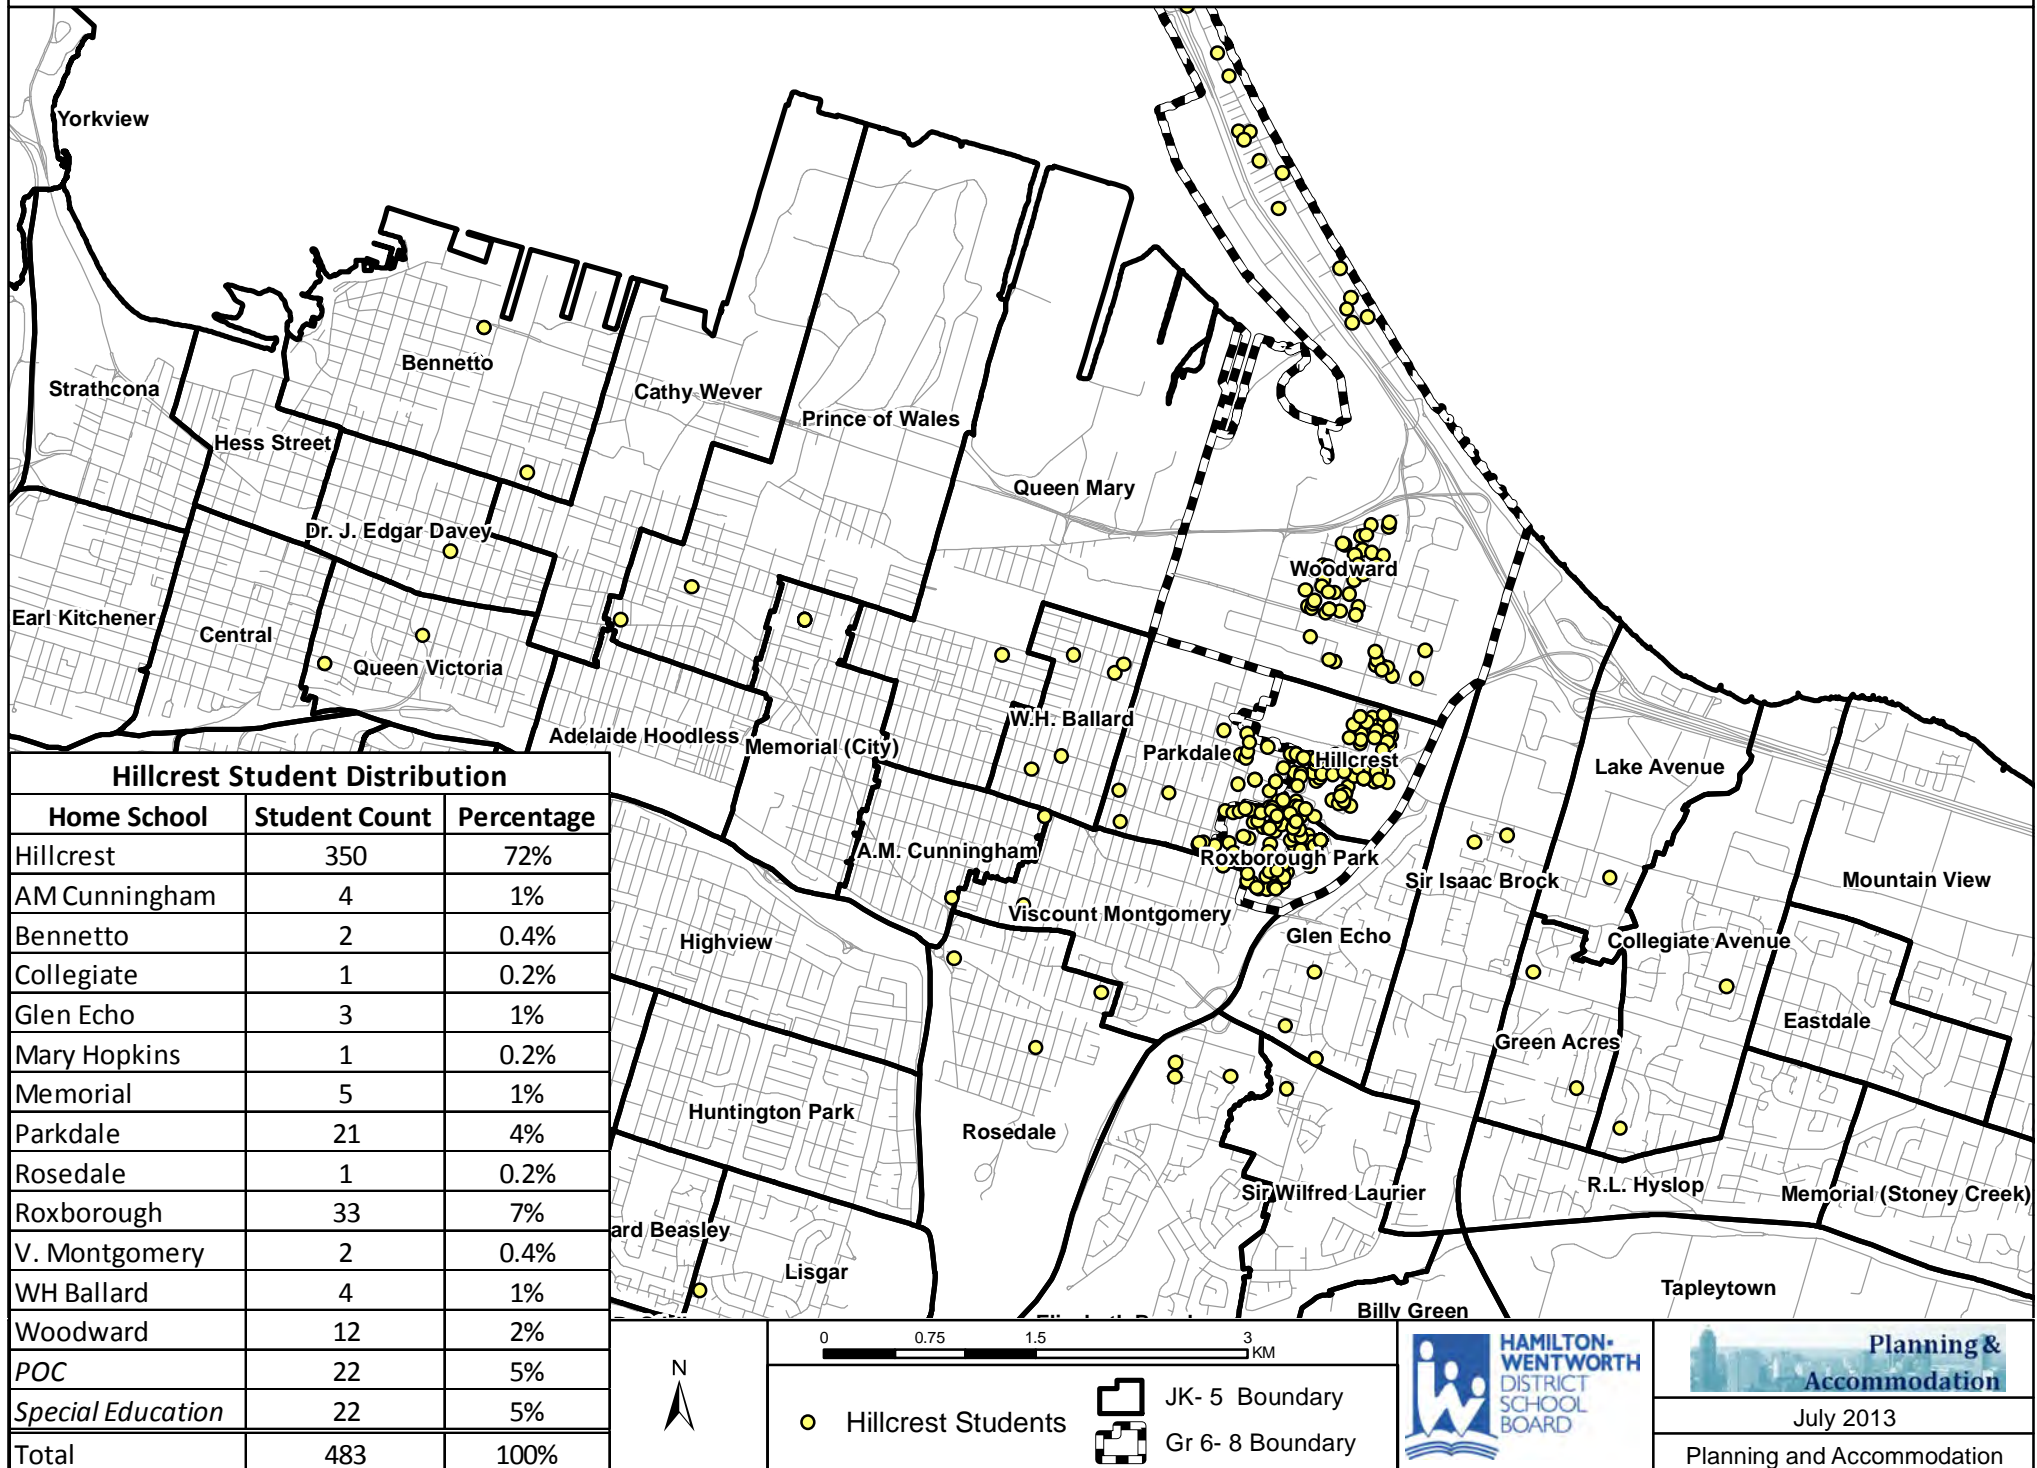 Yorkview
Bennetto
Strathcona
Cathy Wever
Prince of Wales
Hess Street
Queen Mary
Dr. J. Edgar Davey
Woodward
Earl Kitchener
Central
Queen Victoria
W.H. Ballard
Adelaide Hoodless
Memorial (City)
Parkdale
Hillcrest
Lake Avenue
A.M. Cunningham
Roxborough Park
Sir Isaac Brock
Mountain View
Viscount Montgomery
Highview
Glen Echo
Collegiate Avenue
Eastdale
Green Acres
Huntington Park
Rosedale
Sir Wilfred Laurier
R.L. Hyslop
Memorial (Stoney Creek)
ard Beasley
Lisgar
Tapleytown
Billy Green
Hillcrest Student Distribution
Home School Student Count Percentage
Hillcrest 350 72%
AM Cunningham 4 1%
Bennetto 2 0.4%
Collegiate 1 0.2%
Glen Echo 3 1%
Mary Hopkins 1 0.2%
Memorial 5 1%
Parkdale 21 4%
Rosedale 1 0.2%
Roxborough 33 7%
V. Montgomery 2 0.4%
WH Ballard 4 1%
Woodward 12 2%
POC 22 5%
Special Education 22 5%
Total 483 100%
N
0 0.75 1.5 3
KM
Hillcrest Students
JK- 5 Boundary
Gr 6- 8 Boundary
HAMILTON-
WENTWORTH
DISTRICT
SCHOOL
BOARD
Planning &
Accommodation
July 2013
Planning and Accommodation